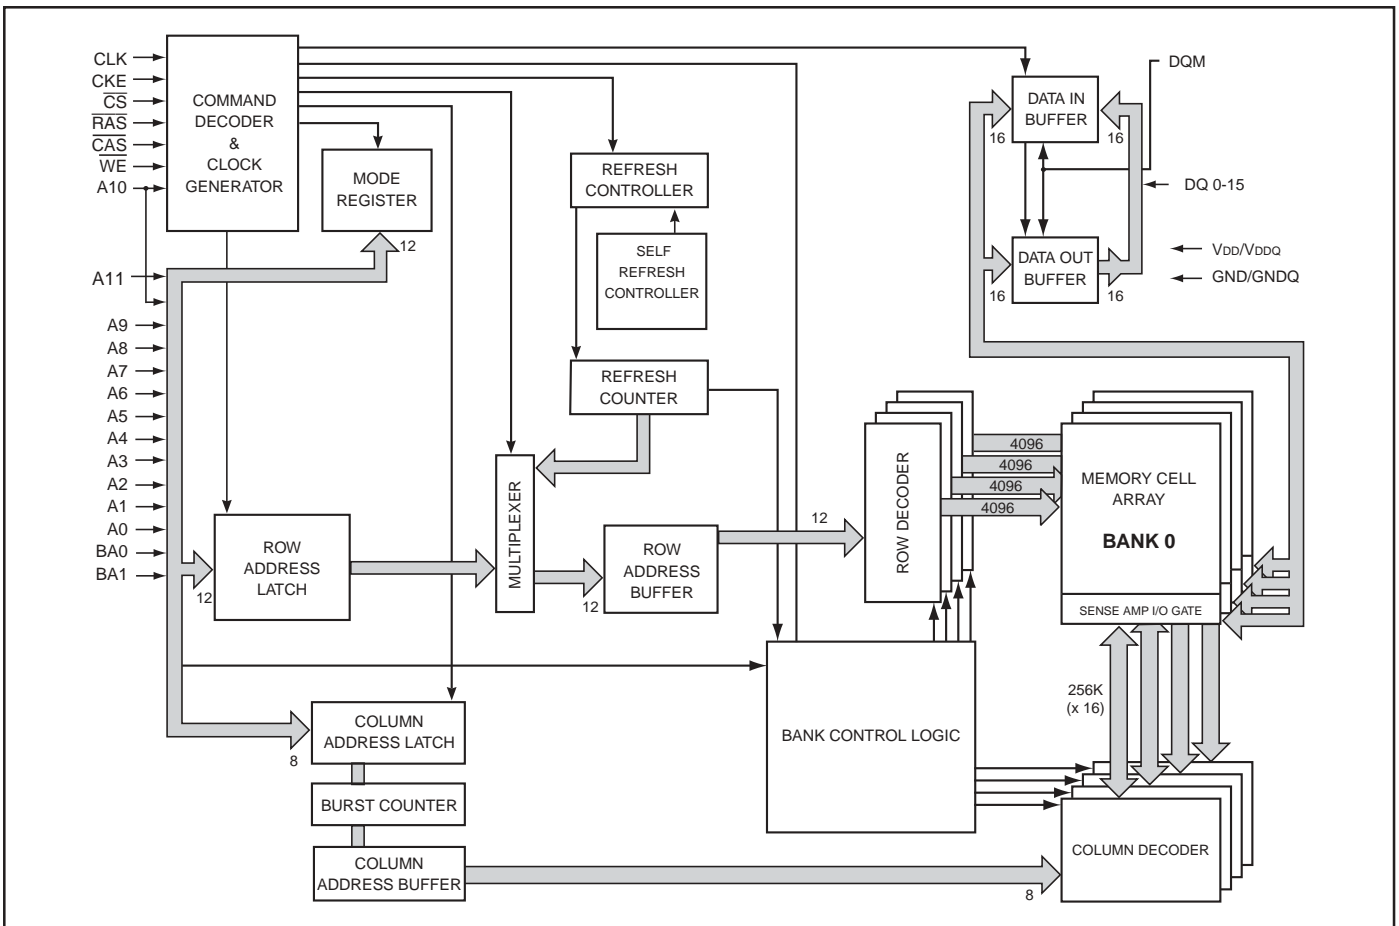 CLK
CKE
CS
RAS
CAS
WE
A10
A11
A9
A8
A7
A6
A5
A4
A3
A2
A1
A0
BA0
BA1
COMMAND
DECODER
&
CLOCK
GENERATOR
MODE
REGISTER
12
REFRESH
CONTROLLER
SELF
REFRESH
CONTROLLER
REFRESH
COUNTER
DATA IN
BUFFER
16
16
DATA OUT
BUFFER
16
16
DQM
DQ 0-15
VDD/VDDQ
GND/GNDQ
12
ROW
ADDRESS
LATCH
MULTIPLEXER
12
ROW
ADDRESS
BUFFER
12
ROW DECODER
4096
4096
4096
4096
MEMORY CELL
ARRAY
BANK 0
SENSE AMP I/O GATE
256K
(x 16)
BANK CONTROL LOGIC
8
COLUMN
ADDRESS LATCH
BURST COUNTER
COLUMN
ADDRESS BUFFER
8
COLUMN DECODER